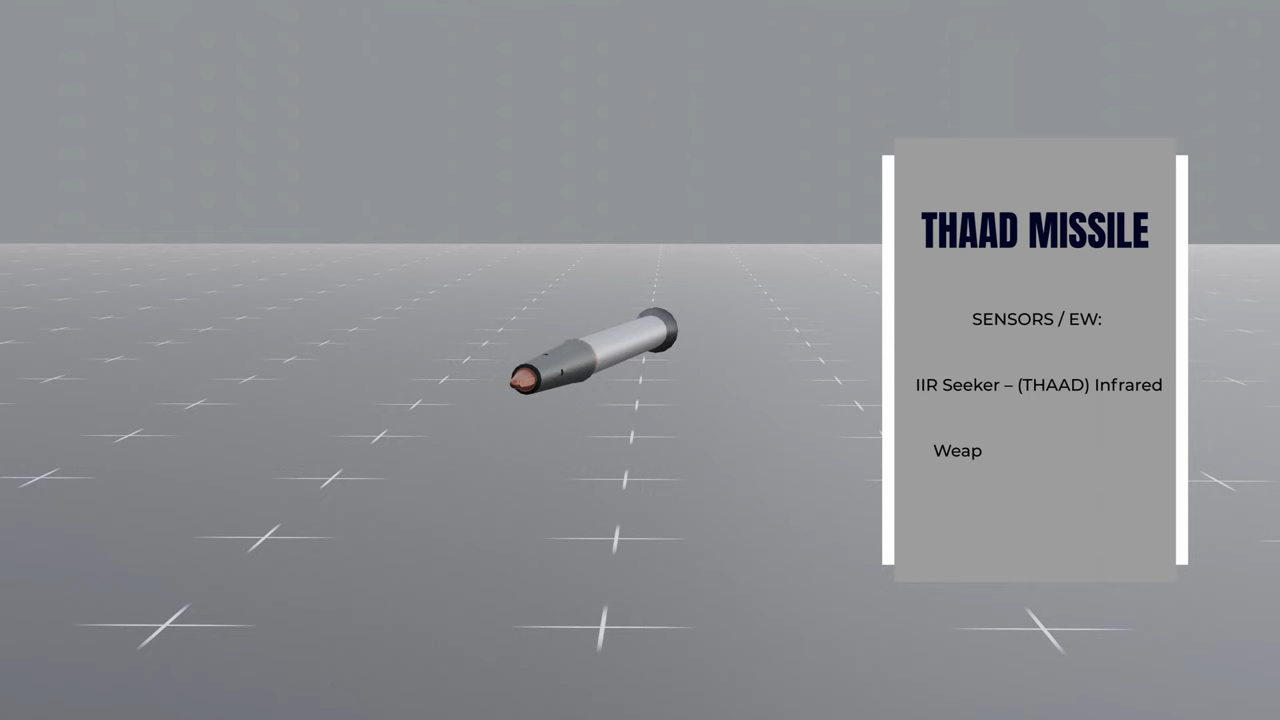 THAAD MISSILE
SENSORS / EW:
IIR Seeker – (THAAD) Infrared
Weap